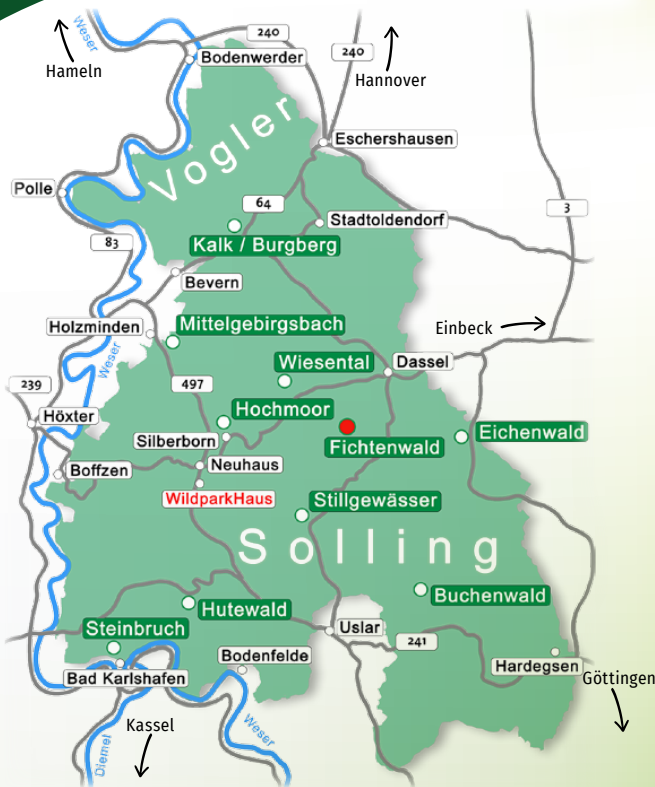 Weser
240
240
Hameln
Bodenwerder
Hannover
Vogler
Eschershausen
Polle
64
3
Stadtoldendorf
83
Kalk / Burgberg
Bevern
Mittelgebirgsbach
Holzminden
Einbeck
Weser
Wiesental
Dassel
239
497
Hochmoor
Höxter
Silberborn
Fichtenwald
Eichenwald
Neuhaus
Boffzen
WildparkHaus
Stillgewässer
Solling
Buchenwald
Hutewald
Steinbruch
Uslar
241
Bodenfelde
Hardegsen
Bad Karlshafen
Göttingen
Kassel
Weser
Diemel